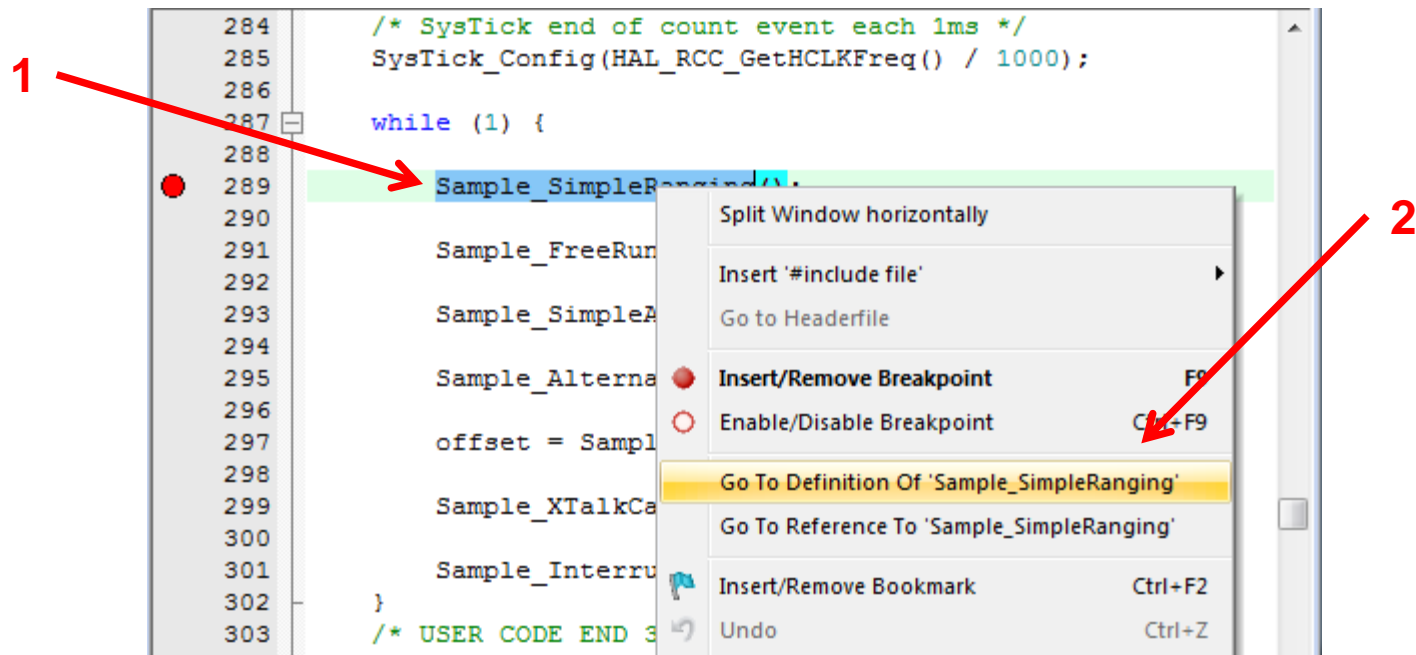 284 /* SysTick end of count event each 1ms */
285 SysTick_Config(HAL_RCC_GetHCLKFreq() / 1000);
286
287 while (1) {
288
289 Sample_SimpleRanging();
290
291 Sample_FreeRun
292
293 Sample_SimpleA
294
295 Sample_Alterna
296
297 offset = Sampl
298
299 Sample_XTalkCa
300
301 Sample_Interru
302 }
303 /* USER CODE END 3
1
Split Window horizontally
Insert '#include file'
Go to Headerfile
Insert/Remove Breakpoint F9
Enable/Disable Breakpoint Ctrl+F9
Go To Definition Of 'Sample_SimpleRanging'
Go To Reference To 'Sample_SimpleRanging'
Insert/Remove Bookmark Ctrl+F2
Undo Ctrl+Z
2